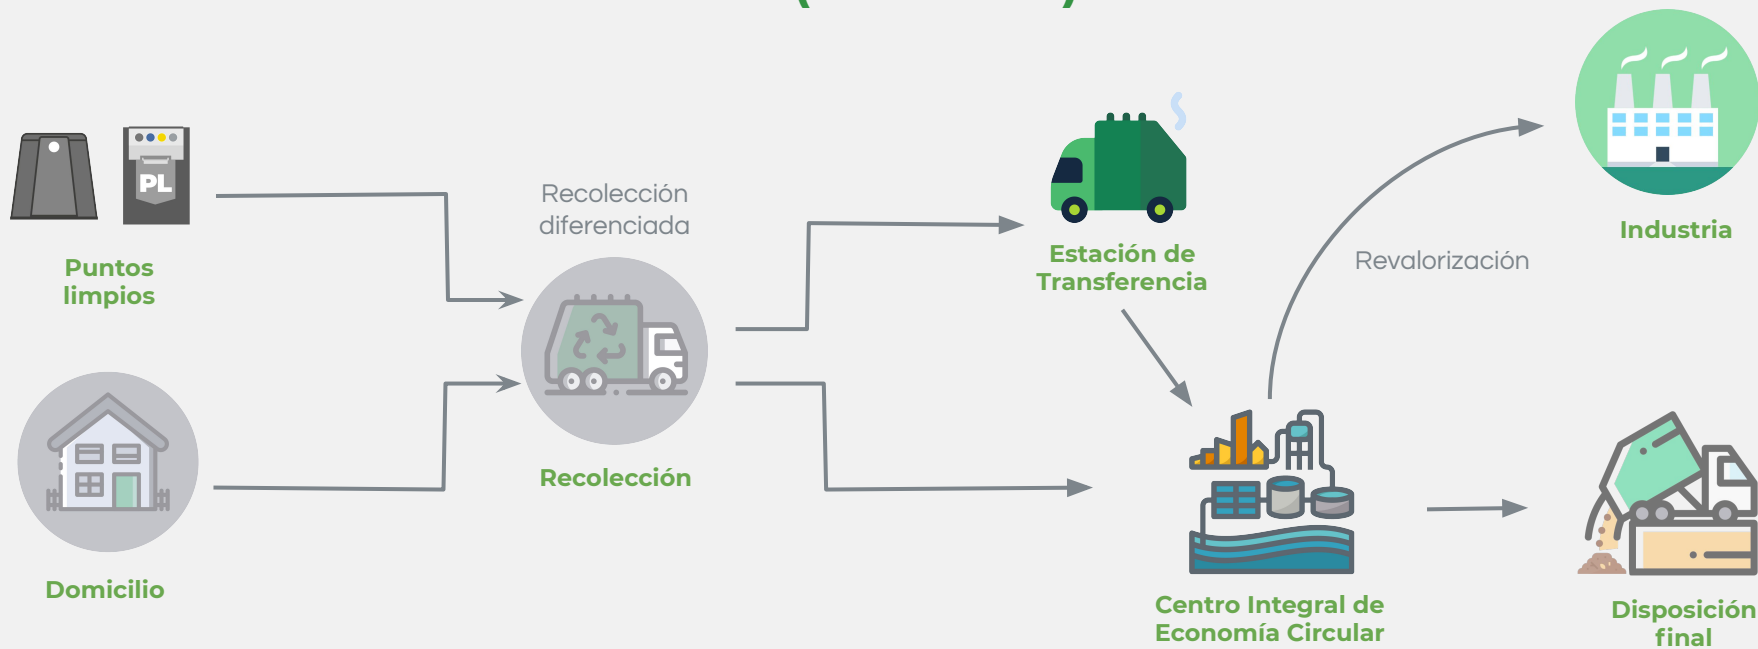 PL
Puntos
limpios
Domicilio
Recolección
diferenciada
Recolección
Estación de
Transferencia
Revalorización
Industria
Centro Integral de
Economía Circular
Disposición
final